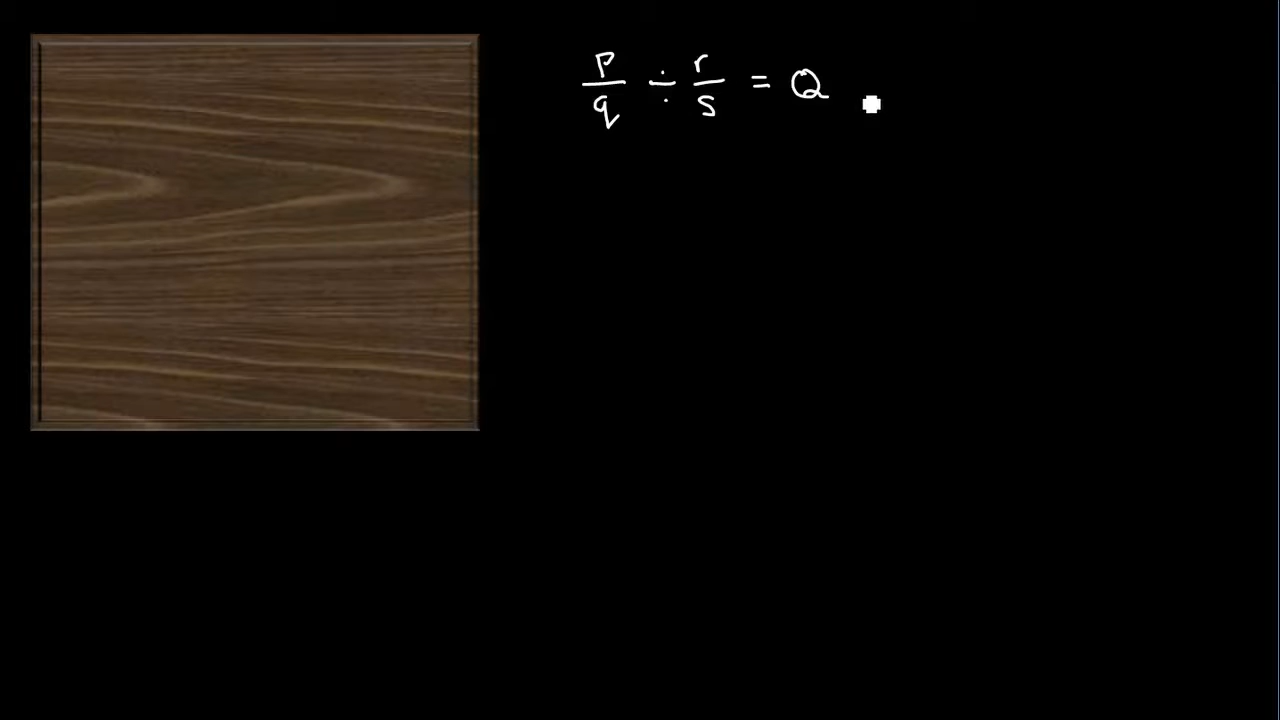 p/q ÷ r/s = Q